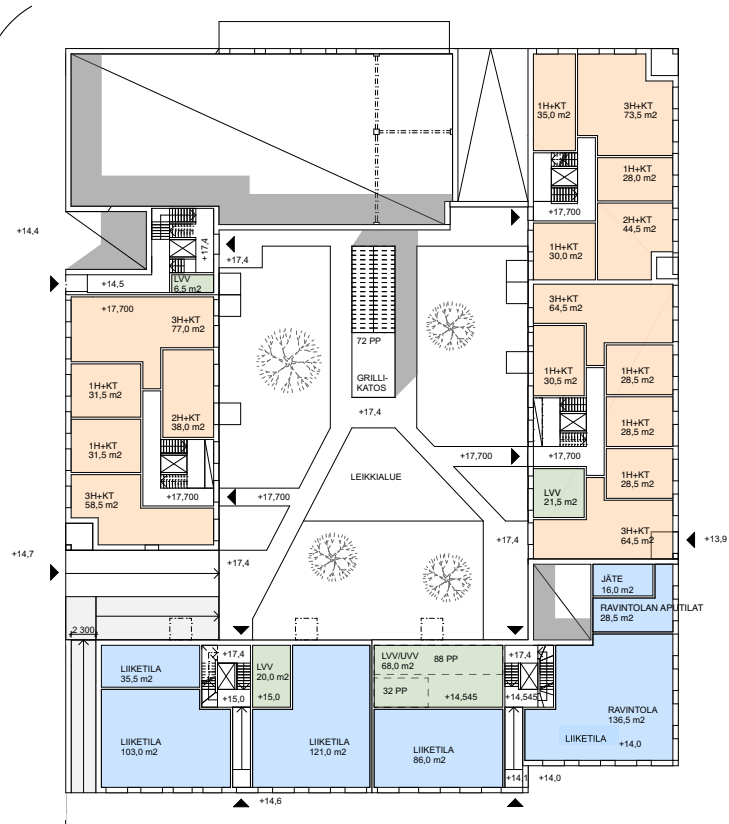 1H+KT
35,0 m2
3H+KT
73,5 m2
1H+KT
28,0 m2
+17,700
2H+KT
44,5 m2
1H+KT
30,0 m2
+14,4
+17,4
+17,4
+14,5
LVV
6,5 m2
+17,700
3H+KT
77,0 m2
3H+KT
64,5 m2
72 PP
GRILLI-
KATOS
+17,4
1H+KT
31,5 m2
2H+KT
38,0 m2
1H+KT
30,5 m2
1H+KT
28,5 m2
1H+KT
28,5 m2
1H+KT
31,5 m2
+17,700
+17,700
1H+KT
28,5 m2
LEIKKIALUE
3H+KT
58,5 m2
+17,700
+17,700
LVV
21,5 m2
3H+KT
64,5 m2
+13,9
+14,7
+17,4
+17,4
JÄTE
16,0 m2
RAVINTOLAN APUTILAT
28,5 m2
2 300
LIIKETILA
35,5 m2
+17,4
+15,0
LVV
20,0 m2
+15,0
LVV/UVV
68,0 m2
88 PP
32 PP
+14,545
+17,4
+14,545
RAVINTOLA
136,5 m2
LIIKETILA
+14,0
LIIKETILA
103,0 m2
LIIKETILA
121,0 m2
LIIKETILA
86,0 m2
+14,1
+14,0
+14,6